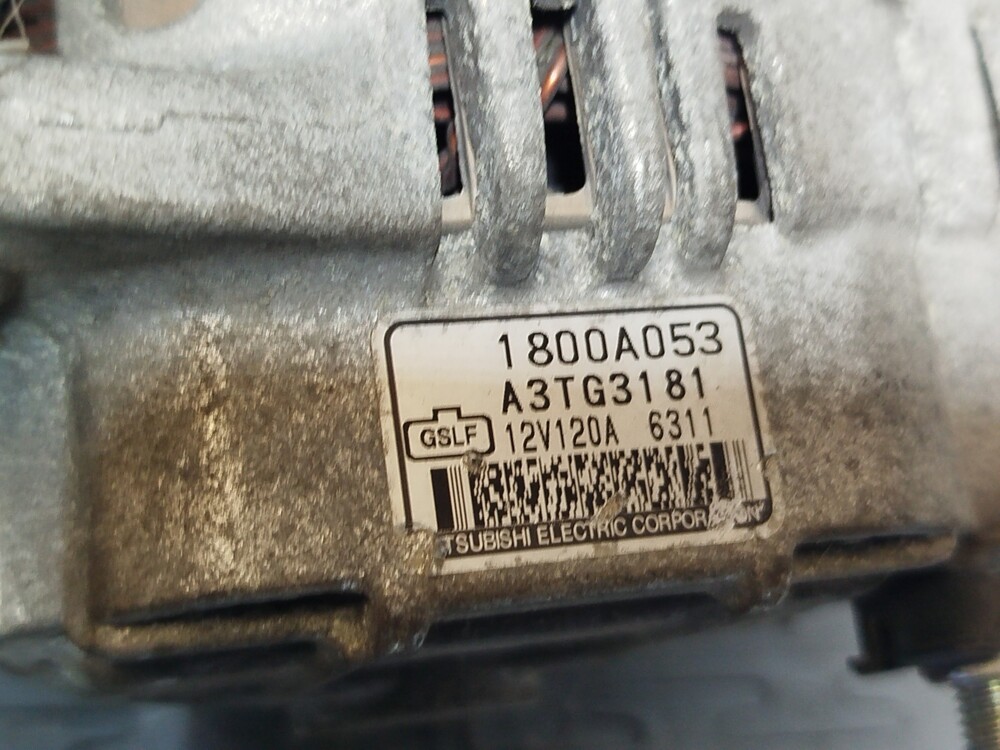 1800A053
A3TG3181
GSLF 12V120A 6311
TSUBISHI ELECTRIC CORPOR